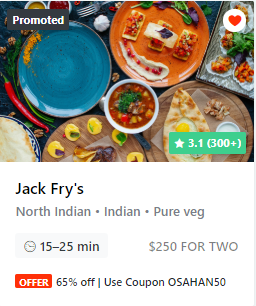 Promoted
★ 3.1 (300+)
Jack Fry's
North Indian • Indian • Pure veg
15–25 min
$250 FOR TWO
OFFER 65% off | Use Coupon OSAHAN50